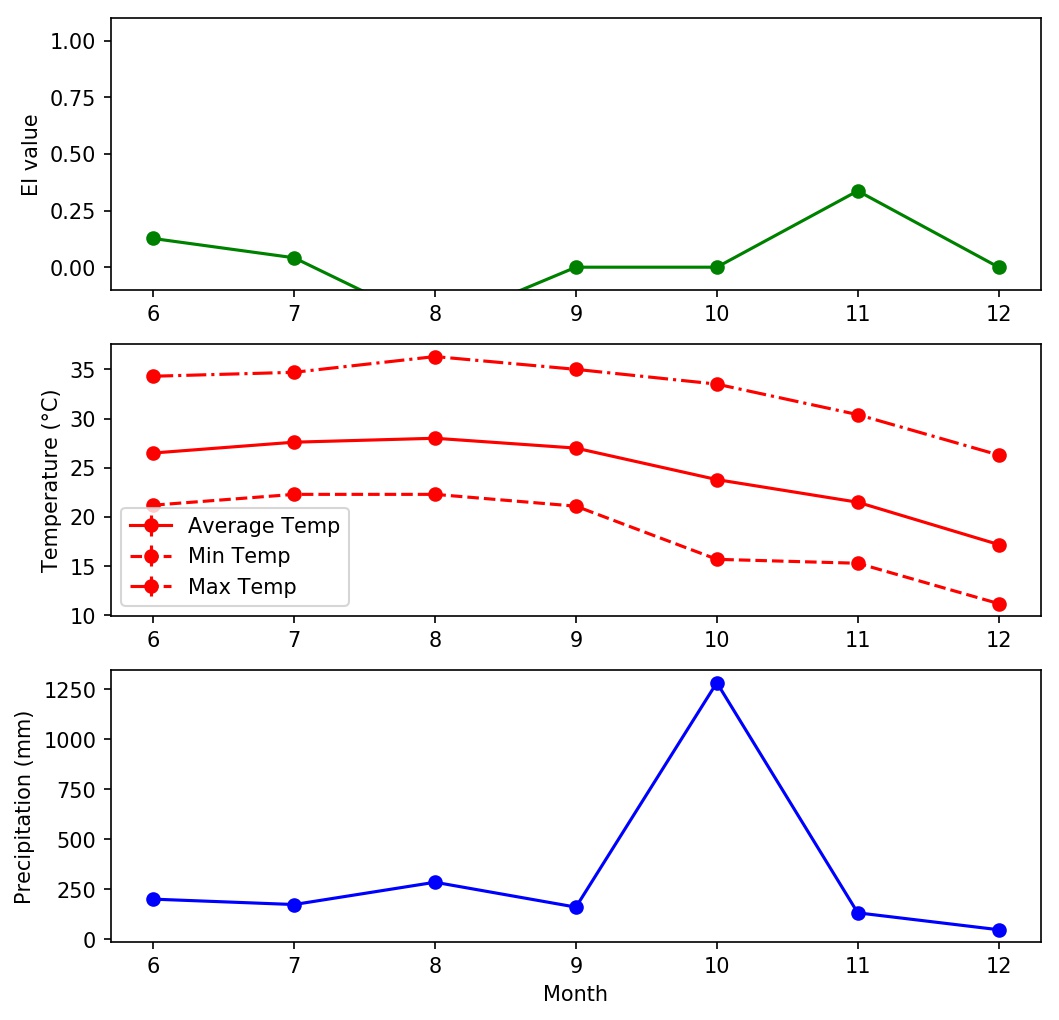 1.00
0.75
0.50
0.25
0.00
EI value
6 7 8 9 10 11 12
35
30
25
20
15
10
Temperature (°C)
Average Temp
Min Temp
Max Temp
6 7 8 9 10 11 12
1250
1000
750
500
250
0
Precipitation (mm)
6 7 8 9 10 11 12
Month